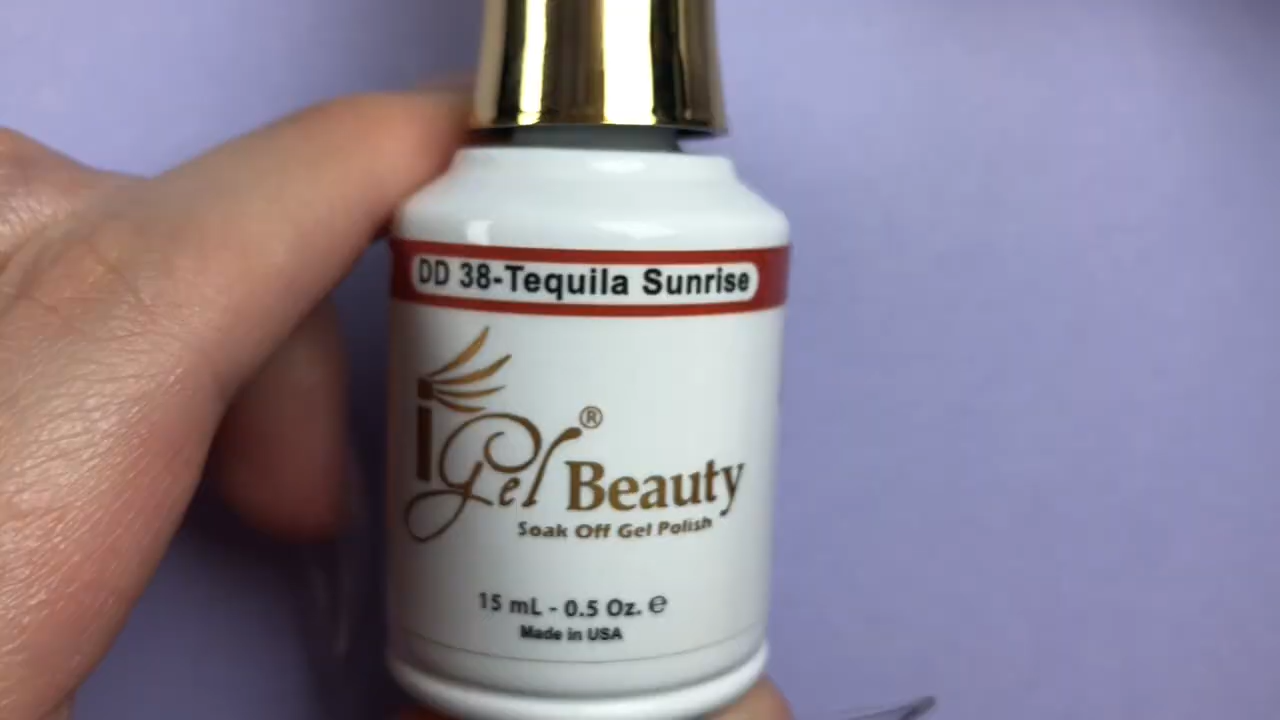 DD 38-Tequila Sunrise
iGel®
Beauty
Soak Off Gel Polish
15 mL - 0.5 Oz. ℮
Made in USA